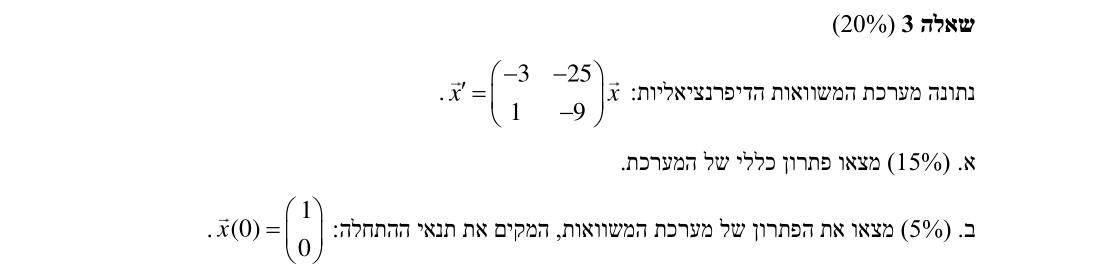 שאלה 3 (20%)
נתונה מערכת המשוואות הדיפרנציאליות: $\vec{x}' = \begin{pmatrix} -3 & -25 \\ 1 & -9 \end{pmatrix} \vec{x}$ .
א. (15%) מצאו פתרון כללי של המערכת.
ב. (5%) מצאו את הפתרון של מערכת המשוואות, המקים את תנאי ההתחלה: $\vec{x}(0) = \begin{pmatrix} 1 \\ 0 \end{pmatrix}$ .